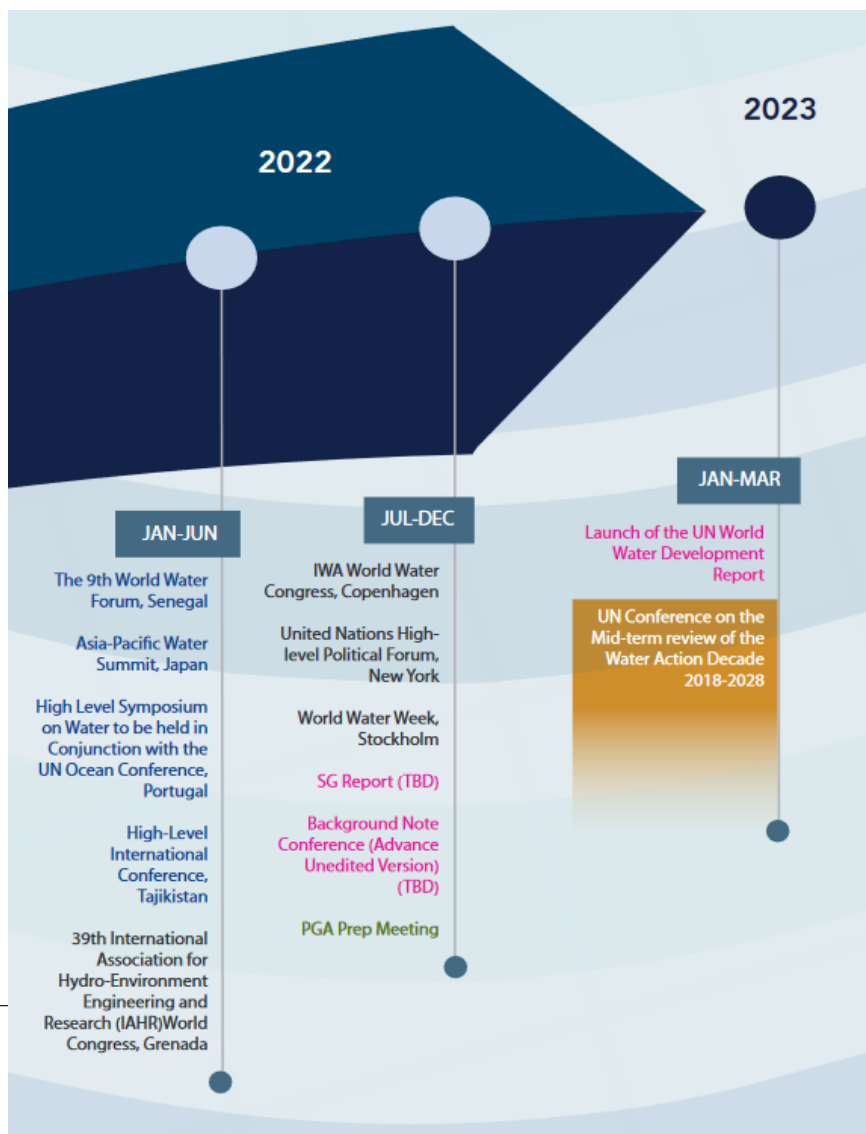 2022
2023
JAN-JUN
The 9th World Water
Forum, Senegal
Asia-Pacific Water
Summit, Japan
High Level Symposium
on Water to be held in
Conjunction with the
UN Ocean Conference,
Portugal
High-Level
International
Conference,
Tajikistan
39th International
Association for
Hydro-Environment
Engineering and
Research (IAHR)World
Congress, Grenada
JUL-DEC
IWA World Water
Congress, Copenhagen
United Nations High-
level Political Forum,
New York
World Water Week,
Stockholm
SG Report (TBD)
Background Note
Conference (Advance
Unedited Version)
(TBD)
PGA Prep Meeting
JAN-MAR
Launch of the UN World
Water Development
Report
UN Conference on the
Mid-term review of the
Water Action Decade
2018-2028